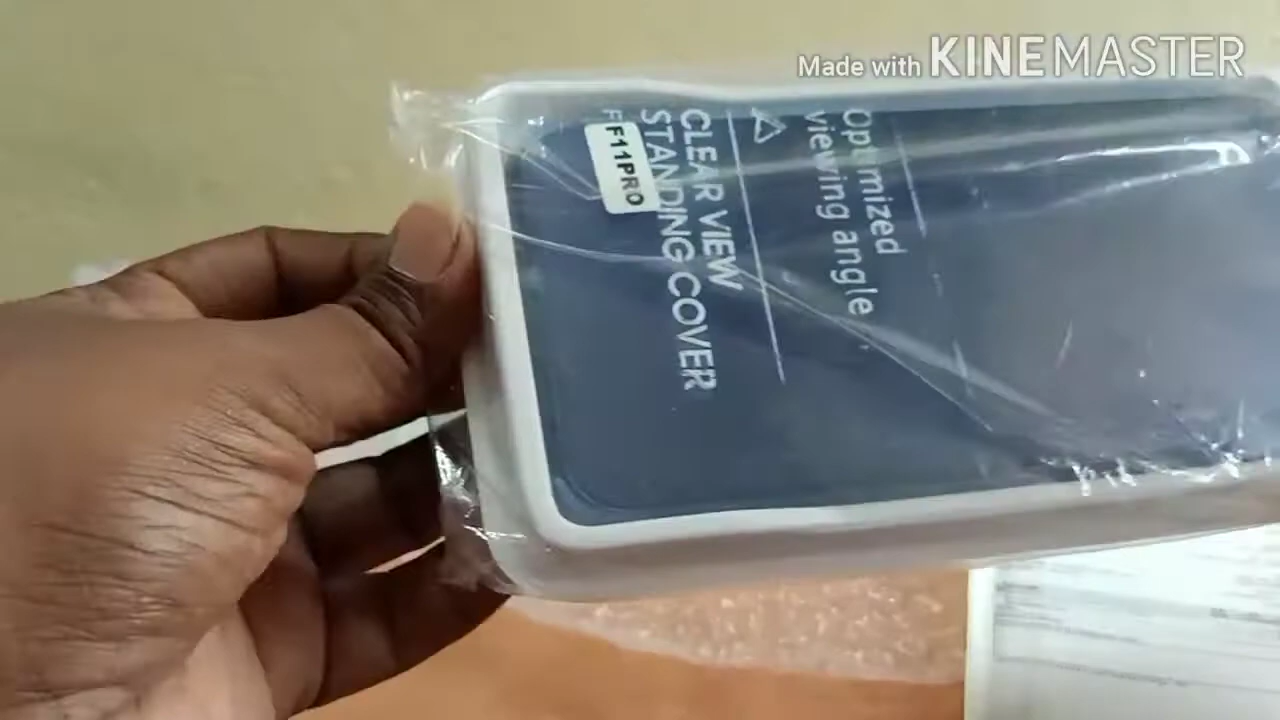 Made with KINEMASTER
CLEAR VIEW
STANDING COVER
F11PRO
Optimized
viewing angle